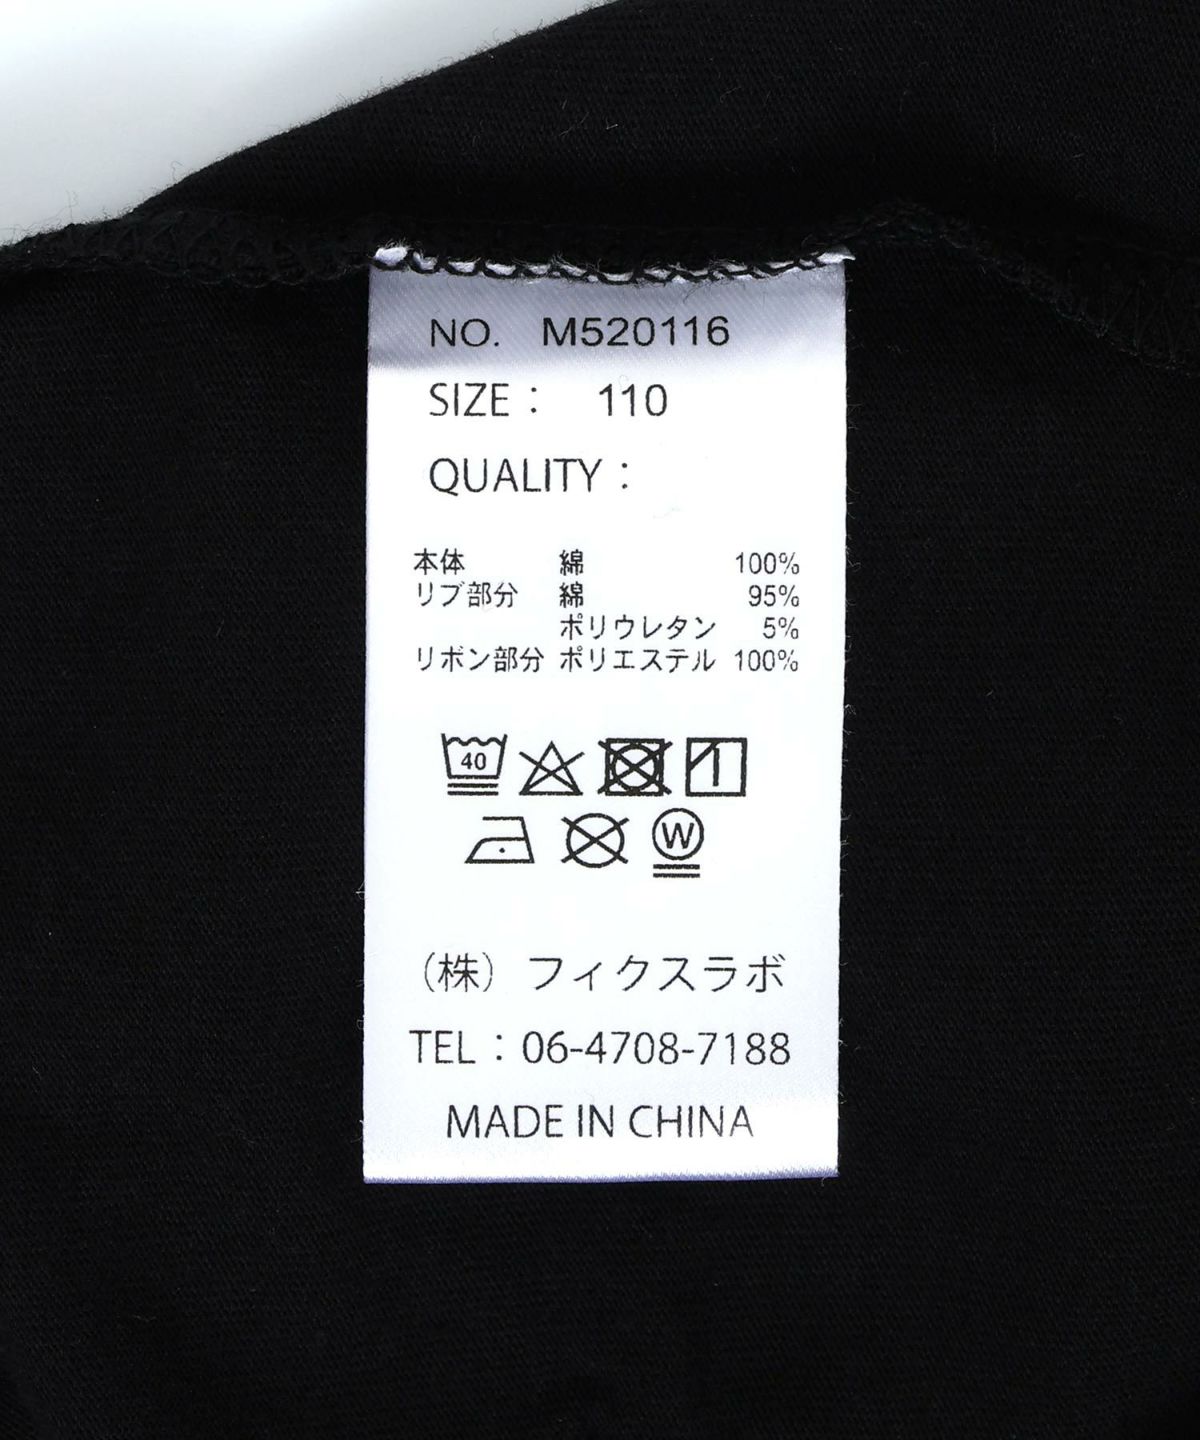 NO. M520116
SIZE： 110
QUALITY：
本体 綿 100%
リブ部分 綿 95%
ポリウレタン 5%
リボン部分 ポリエステル 100%
40
W
（株）フィクスラボ
TEL：06-4708-7188
MADE IN CHINA